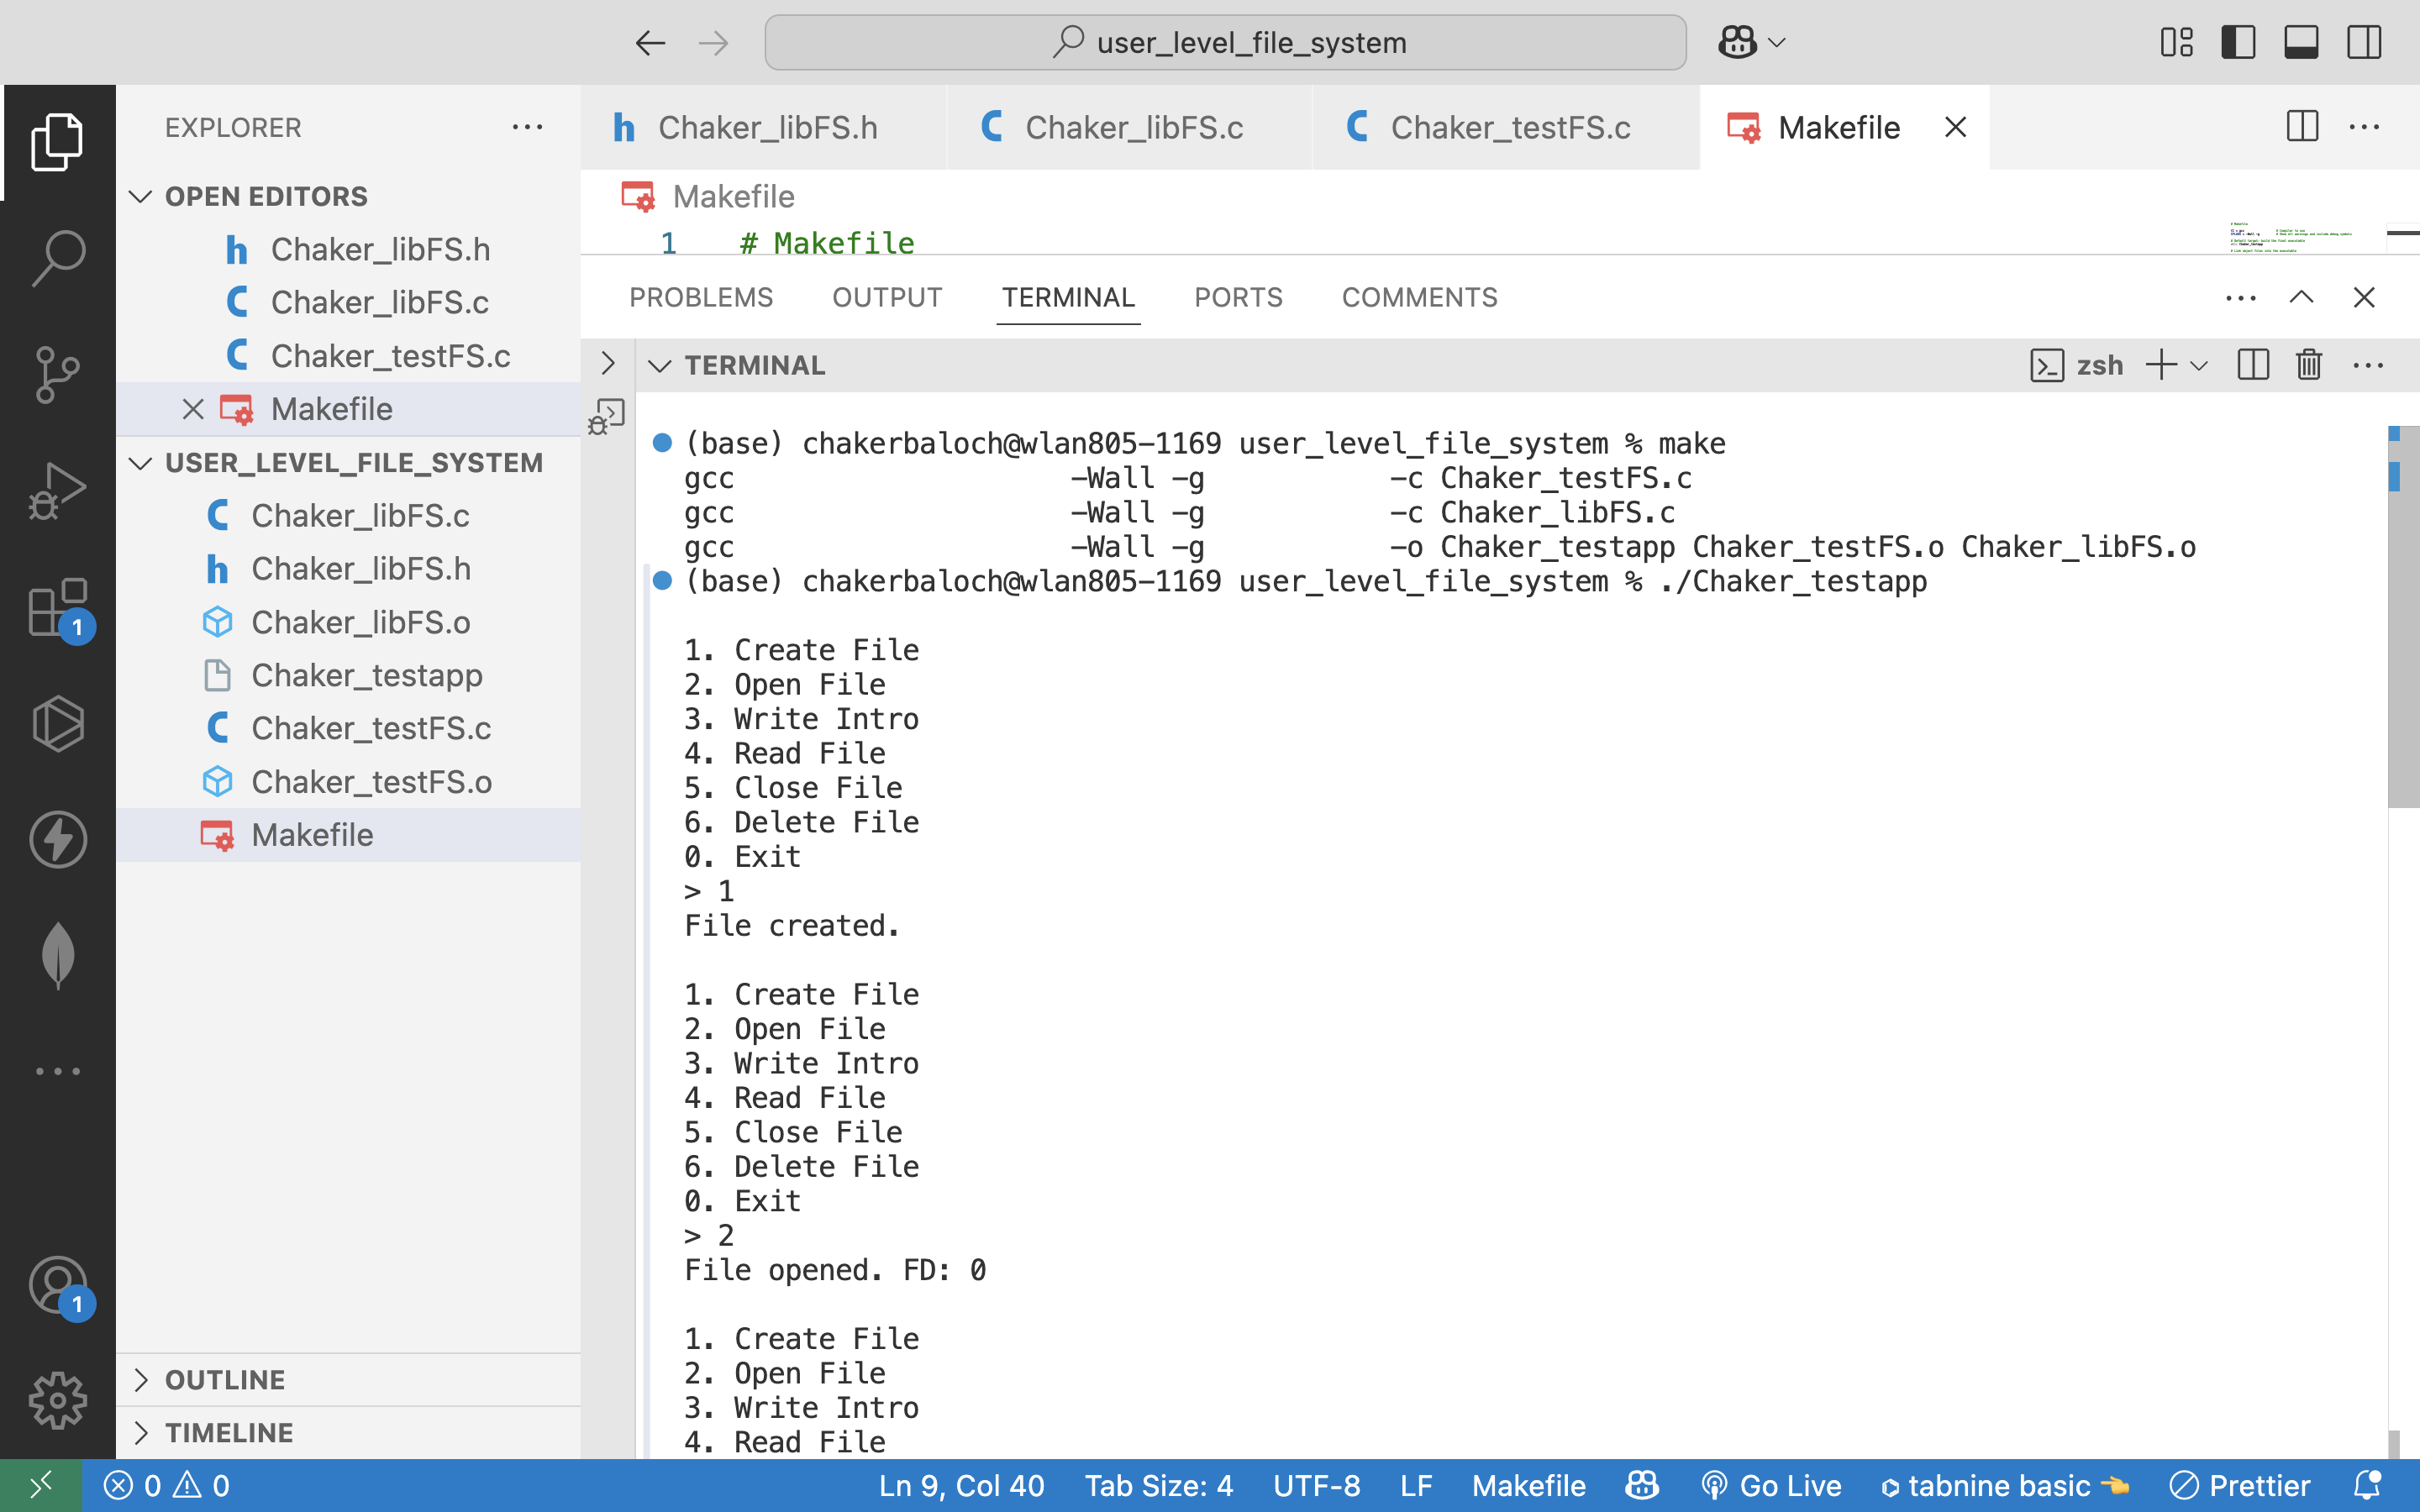 user_level_file_system
EXPLORER
OPEN EDITORS
Chaker_libFS.h
Chaker_libFS.c
Chaker_testFS.c
Makefile
USER_LEVEL_FILE_SYSTEM
Chaker_libFS.c
Chaker_libFS.h
Chaker_libFS.o
Chaker_testapp
Chaker_testFS.c
Chaker_testFS.o
Makefile
OUTLINE
TIMELINE
1
1
Chaker_libFS.h
Chaker_libFS.c
Chaker_testFS.c
Makefile
Makefile
1 # Makefile
PROBLEMS OUTPUT TERMINAL PORTS COMMENTS
TERMINAL
zsh
(base) chakerbaloch@wlan805-1169 user_level_file_system % make
gcc -Wall -g -c Chaker_testFS.c
gcc -Wall -g -c Chaker_libFS.c
gcc -Wall -g -o Chaker_testapp Chaker_testFS.o Chaker_libFS.o
(base) chakerbaloch@wlan805-1169 user_level_file_system % ./Chaker_testapp
1. Create File
2. Open File
3. Write Intro
4. Read File
5. Close File
6. Delete File
0. Exit
> 1
File created.
1. Create File
2. Open File
3. Write Intro
4. Read File
5. Close File
6. Delete File
0. Exit
> 2
File opened. FD: 0
1. Create File
2. Open File
3. Write Intro
4. Read File
0 0 Ln 9, Col 40 Tab Size: 4 UTF-8 LF Makefile Go Live tabnine basic Prettier